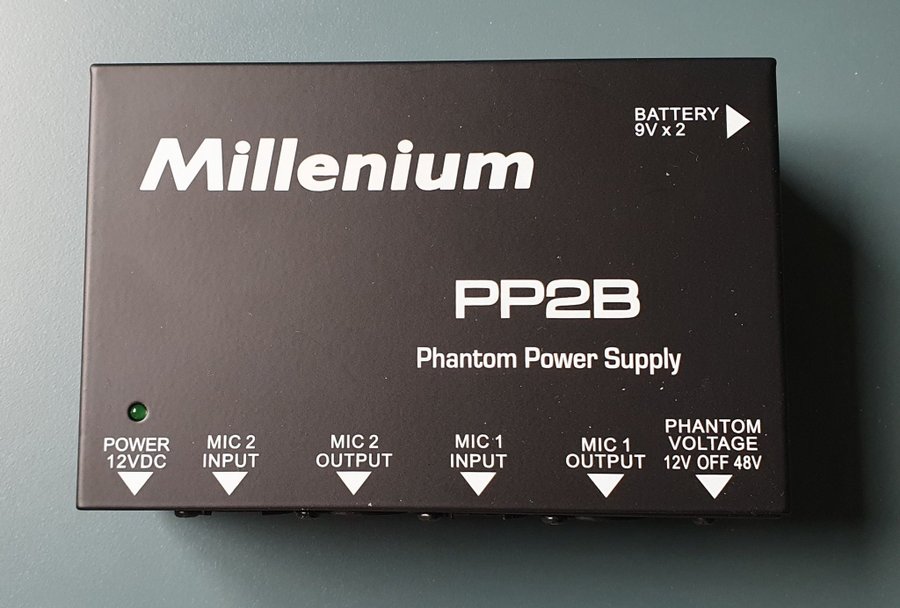 BATTERY
9V x 2
Millenium
PP2B
Phantom Power Supply
POWER
12VDC
MIC 2
INPUT
MIC 2
OUTPUT
MIC 1
INPUT
MIC 1
OUTPUT
PHANTOM
VOLTAGE
12V OFF 48V